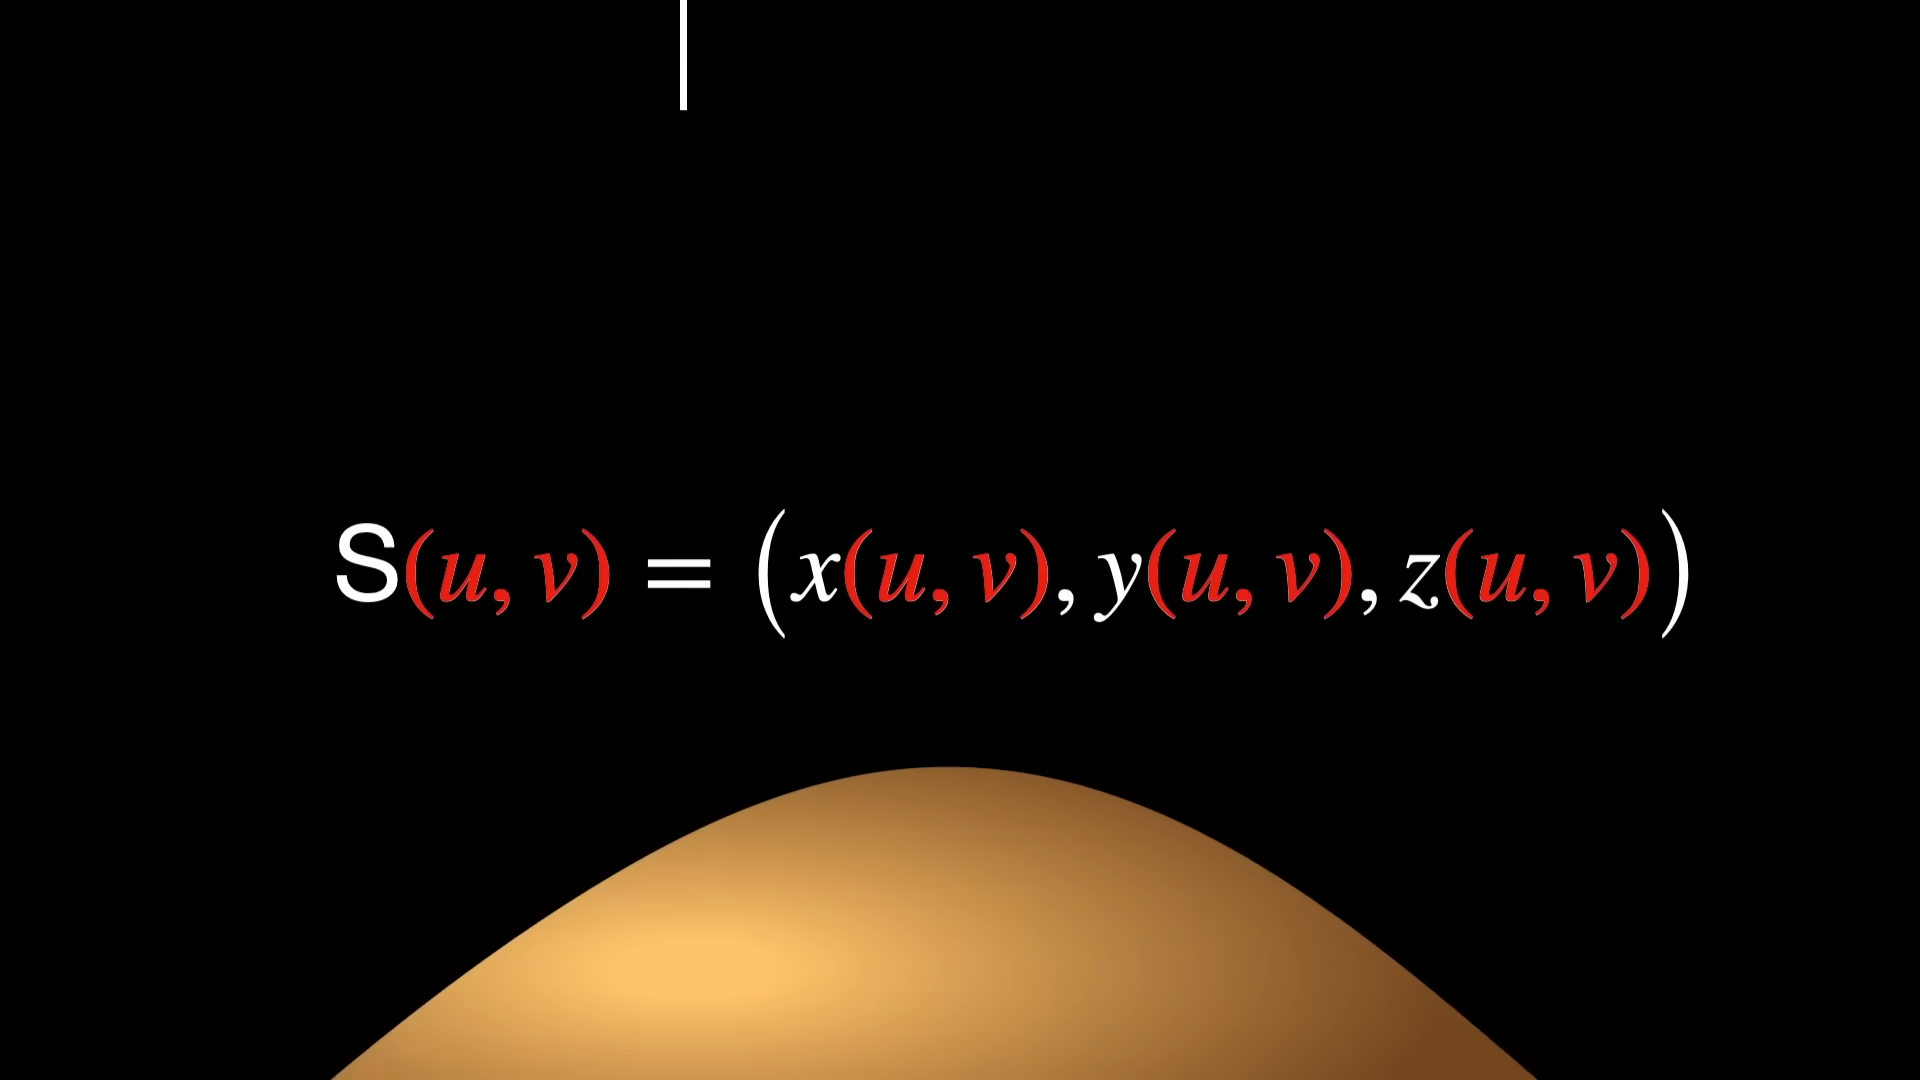 S(u, v) = (x(u, v), y(u, v), z(u, v))